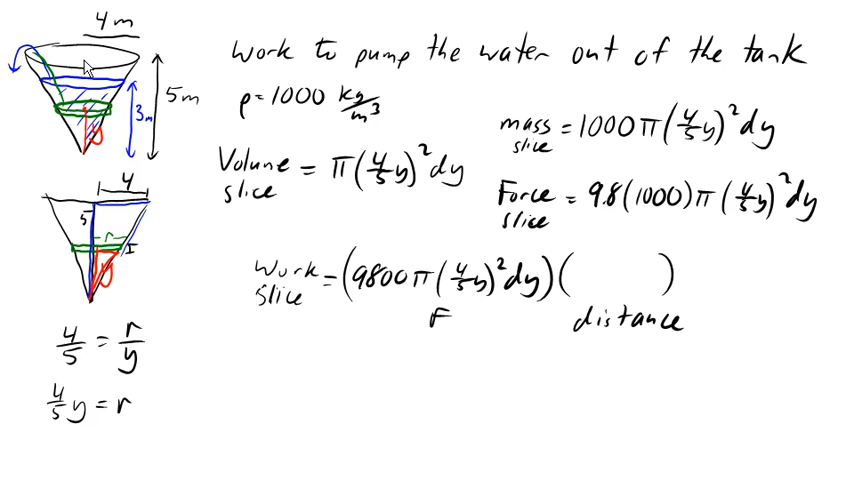 4m
5m
3m
y
Work to pump the water out of the tank
ρ=1000 kg/m³
mass slice = 1000π(4/5 y)² dy
Volume slice = π(4/5 y)² dy
Force slice = 9.8(1000)π(4/5 y)² dy
4
5
r
y
Work slice = (9800π(4/5 y)² dy)( )
F distance
4/5 = r/y
4/5 y = r